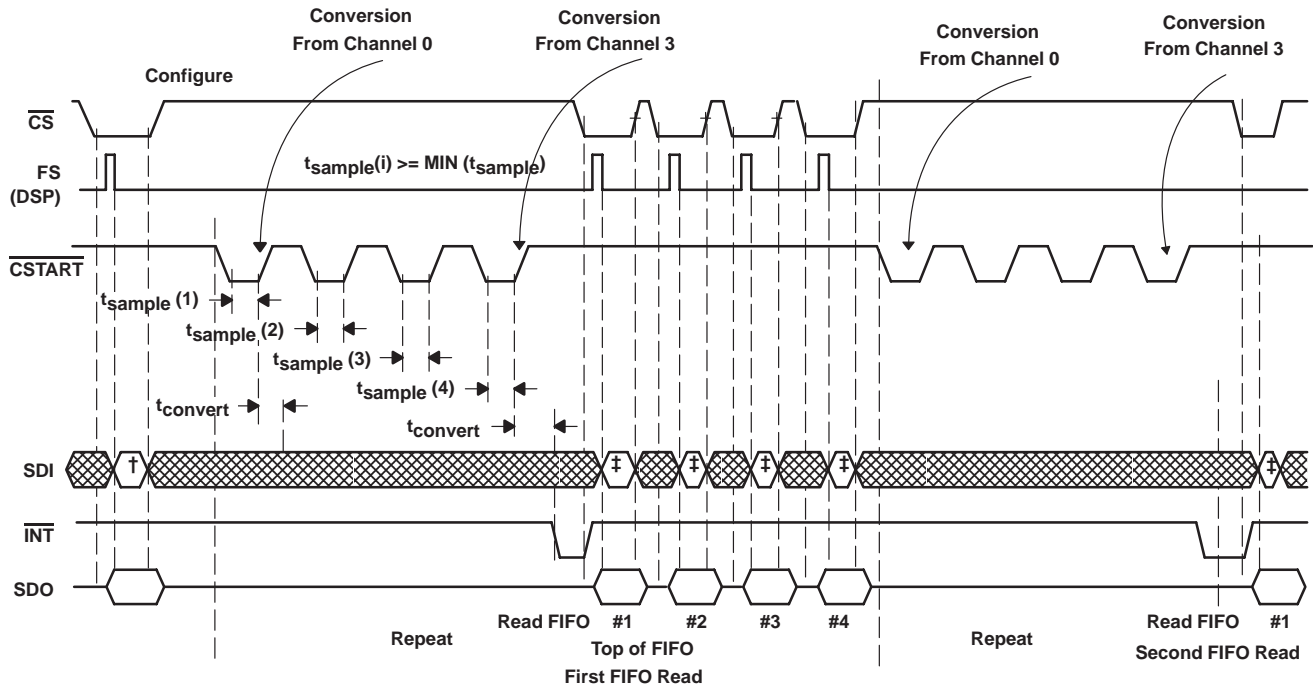 Conversion
From Channel 0
Conversion
From Channel 3
Conversion
From Channel 0
Conversion
From Channel 3
Configure
CS
FS
(DSP)
tsample(i) >= MIN (tsample)
CSTART
tsample (1)
tsample (2)
tsample (3)
tsample (4)
tconvert
tconvert
SDI
†
‡
‡
‡
‡
‡
INT
SDO
Repeat
Read FIFO
#1
#2
#3
#4
Top of FIFO
First FIFO Read
Repeat
Read FIFO
#1
Second FIFO Read